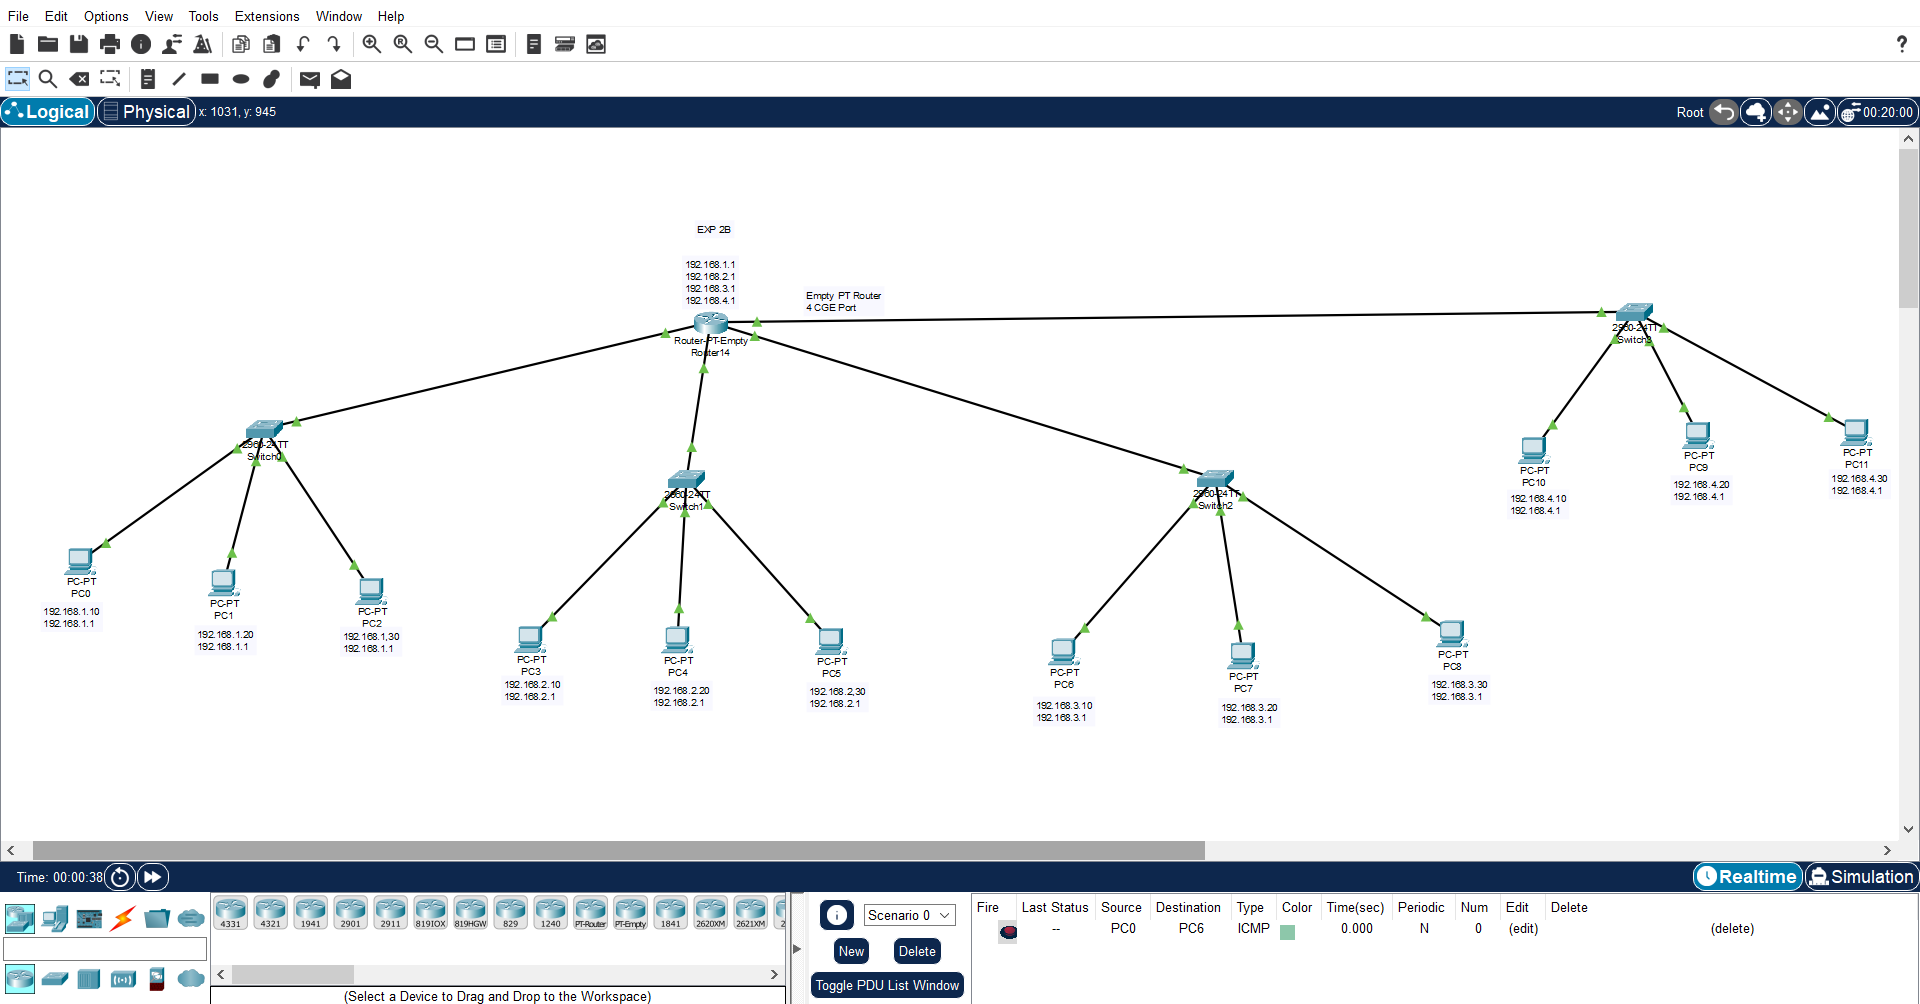 File Edit Options View Tools Extensions Window Help
?
Logical Physical x: 1031, y: 945 Root 00:20:00
EXP 2B
192.168.1.1
192.168.2.1
192.168.3.1
192.168.4.1
Empty PT Router
4 CGE Port
Router-PT-Empty
Router14
2960-24TT
Switch3
2960-24TT
Switch0
2960-24TT
Switch1
2960-24TT
Switch2
PC-PT
PC10
192.168.4.10
192.168.4.1
PC-PT
PC9
192.168.4.20
192.168.4.1
PC-PT
PC11
192.168.4.30
192.168.4.1
PC-PT
PC0
192.168.1.10
192.168.1.1
PC-PT
PC1
192.168.1.20
192.168.1.1
PC-PT
PC2
192.168.1,30
192.168.1.1
PC-PT
PC3
192.168.2.10
192.168.2.1
PC-PT
PC4
192.168.2.20
192.168.2.1
PC-PT
PC5
192.168.2,30
192.168.2.1
PC-PT
PC6
192.168.3.10
192.168.3.1
PC-PT
PC7
192.168.3.20
192.168.3.1
PC-PT
PC8
192.168.3.30
192.168.3.1
Time: 00:00:38 Realtime Simulation
4331 4321 1941 2901 2911 819IOX 819HGW 829 1240 PT-Router PT-Empty 1841 2620XM 2621XM 2
(Select a Device to Drag and Drop to the Workspace)
Scenario 0
New Delete
Toggle PDU List Window
Fire Last Status Source Destination Type Color Time(sec) Periodic Num Edit Delete
-- PC0 PC6 ICMP 0.000 N 0 (edit) (delete)